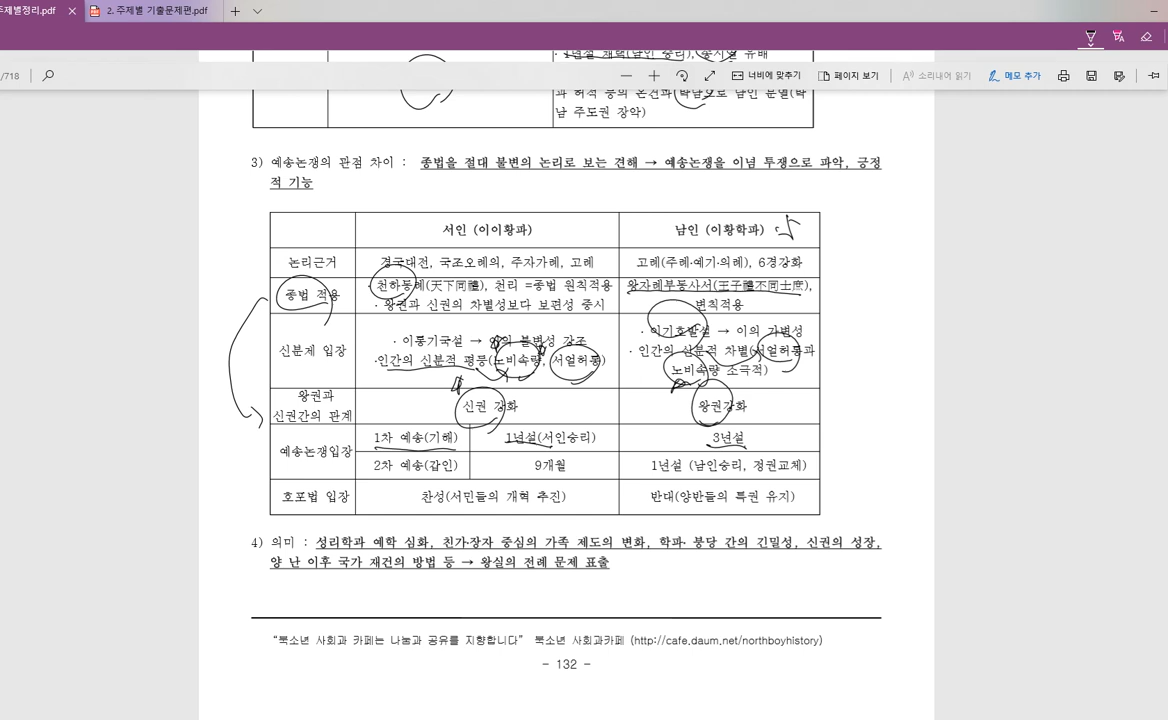 주제별정리.pdf
2. 주제별 기출문제편.pdf
/718
너비에 맞추기
페이지 보기
소리내어 읽기
메모 추가
과 허적 등의 온건파(탁남)으로 남인 분열(탁
남 주도권 장악)
3) 예송논쟁의 관점 차이 : 종법을 절대 불변의 논리로 보는 견해 → 예송논쟁을 이념 투쟁으로 파악, 긍정
적 기능
서인 (이이황파)
남인 (이황학파)
논리근거
경국대전, 국조오례의, 주자가례, 고례
고례(주례·예기·의례), 6경강화
종법 적용
· 천하동례(天下同禮), 천리 =종법 원칙적용
· 왕권과 신권의 차별성보다 보편성 중시
왕자례부동사서(王子禮不同士庶),
변칙적용
신분제 입장
· 이통기국설 → 이의 불변성 강조
·인간의 신분적 평등(노비속량, 서얼허통)
· 이기호발설 → 이의 가변성
· 인간의 신분적 차별(서얼허통과
노비속량 소극적)
왕권과
신권간의 관계
신권 강화
왕권강화
예송논쟁입장
1차 예송(기해)
1년설(서인승리)
3년설
2차 예송(갑인)
9개월
1년설 (남인승리, 정권교체)
호포법 입장
찬성(서민들의 개혁 추진)
반대(양반들의 특권 유지)
4) 의미 : 성리학과 예학 심화, 친가·장자 중심의 가족 제도의 변화, 학파·붕당 간의 긴밀성, 신권의 성장,
양 난 이후 국가 재건의 방법 등 → 왕실의 전례 문제 표출
“북소년 사회과 카페는 나눔과 공유를 지향합니다” 북소년 사회과카페 (http://cafe.daum.net/northboyhistory)
- 132 -